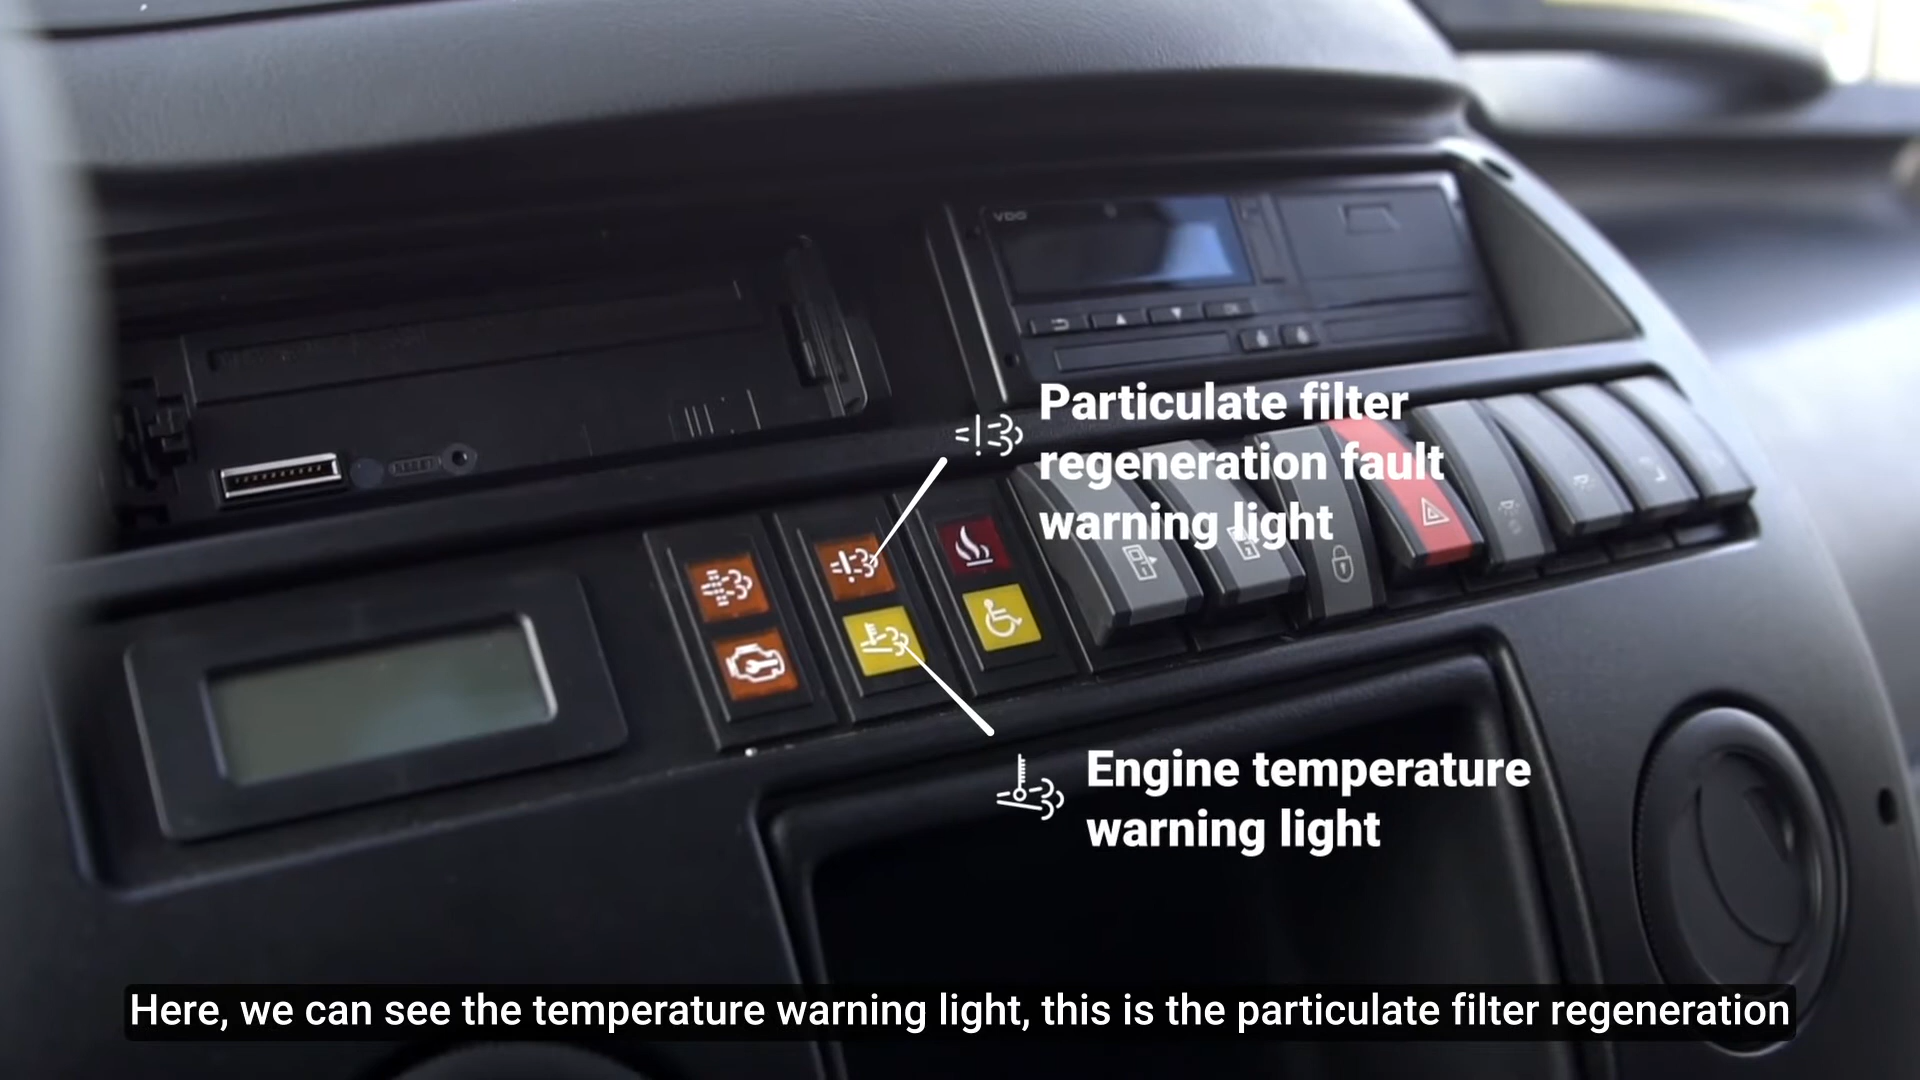 VDO
Particulate filter
regeneration fault
warning light
Engine temperature
warning light
Here, we can see the temperature warning light, this is the particulate filter regeneration